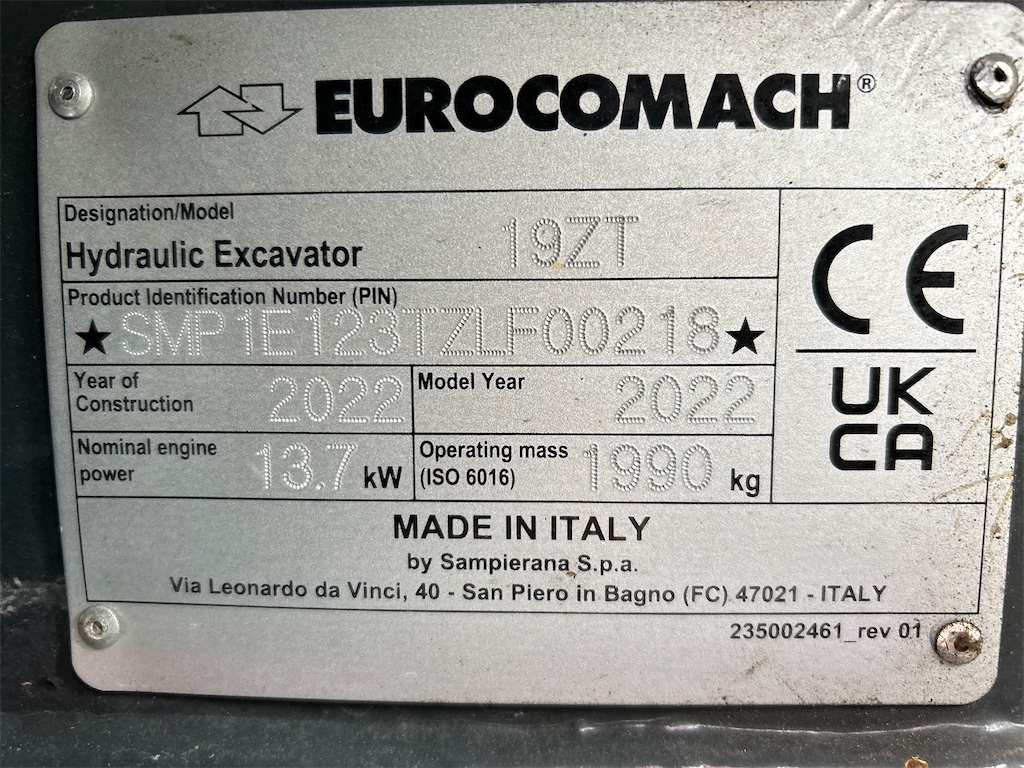 EUROCOMACH®
Designation/Model
Hydraulic Excavator 19ZT
Product Identification Number (PIN)
★SMP1E123TZLF00218★
Year of Construction 2022 Model Year 2022
Nominal engine power 13.7 kW Operating mass (ISO 6016) 1990 kg
CE
UK
CA
MADE IN ITALY
by Sampierana S.p.a.
Via Leonardo da Vinci, 40 - San Piero in Bagno (FC) 47021 - ITALY
235002461_rev 01